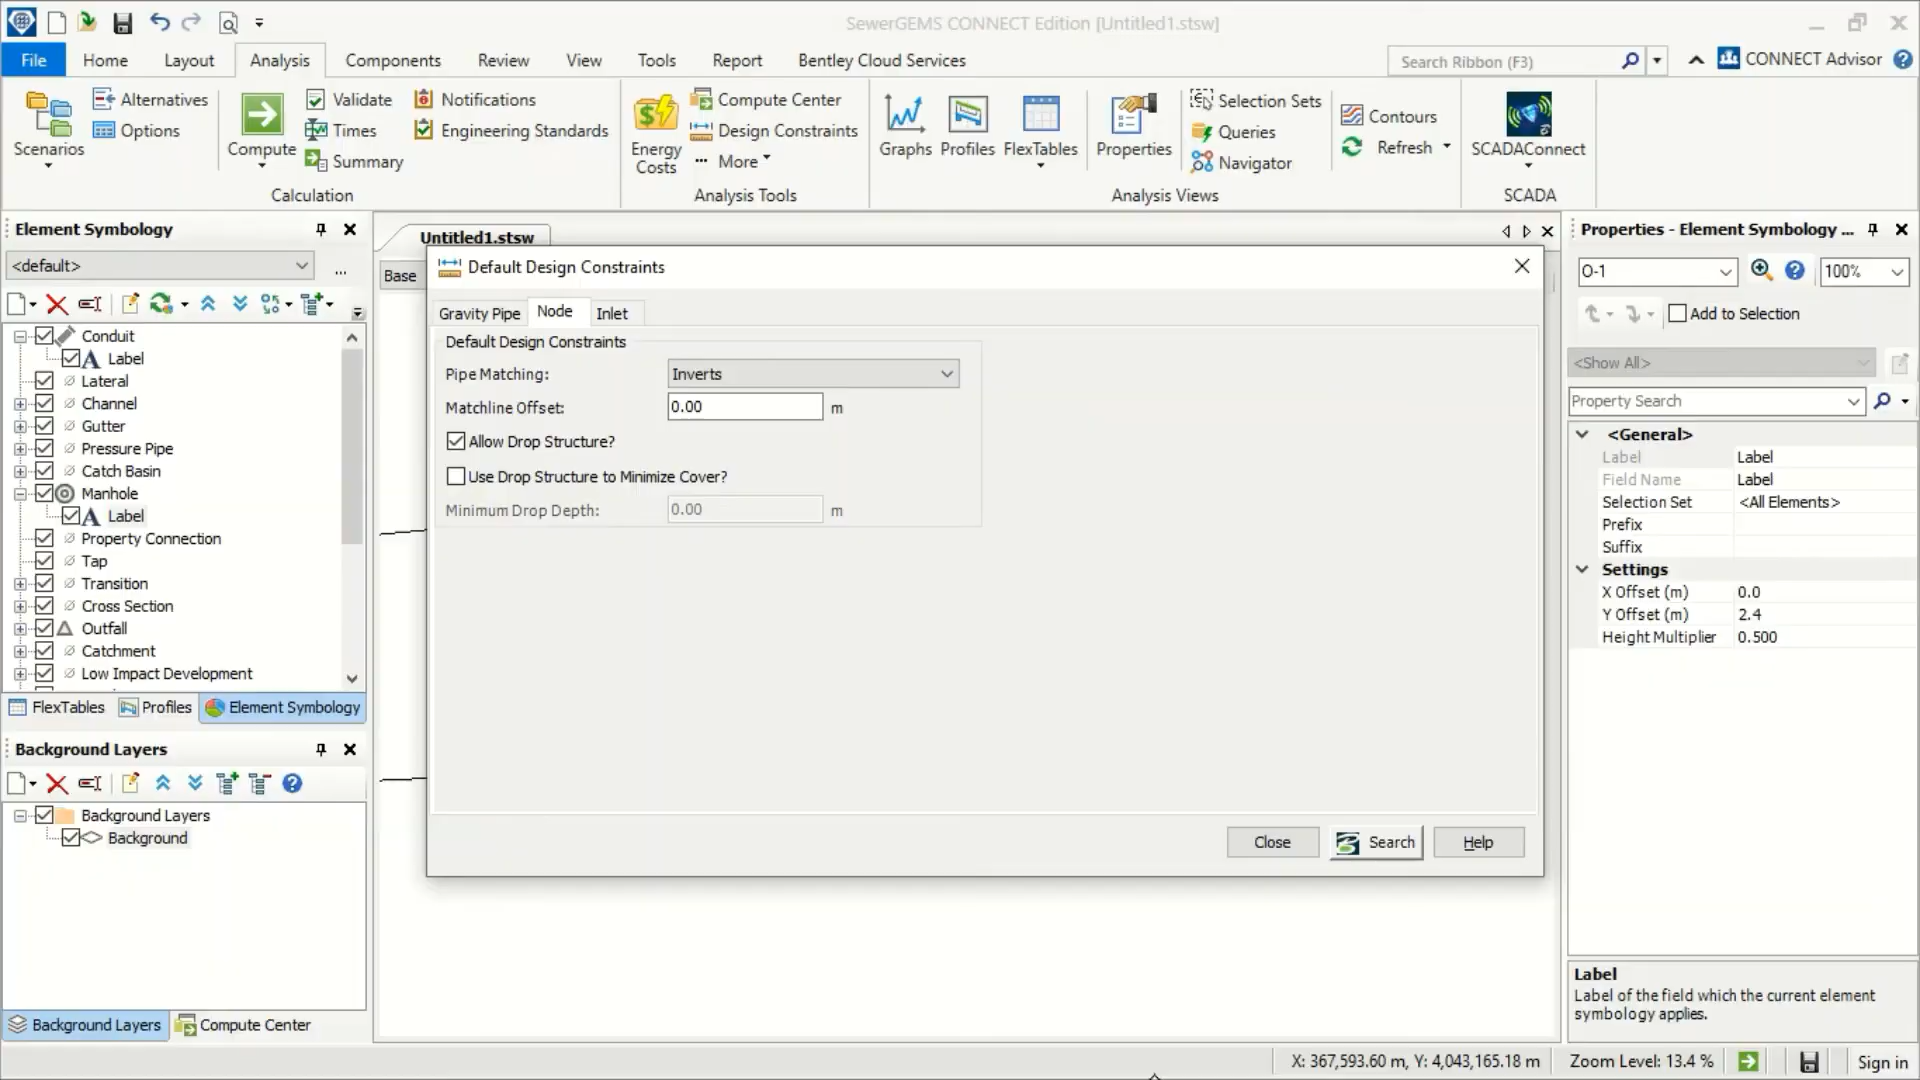 SewerGEMS CONNECT Edition [Untitled1.stsw]
File Home Layout Analysis Components Review View Tools Report Bentley Cloud Services
Search Ribbon (F3)
CONNECT Advisor
Scenarios
Alternatives
Options
Compute
Validate
Times
Summary
Notifications
Engineering Standards
Calculation
Energy
Costs
Compute Center
Design Constraints
More
Analysis Tools
Graphs
Profiles
FlexTables
Properties
Selection Sets
Queries
Navigator
Contours
Refresh
Analysis Views
SCADAConnect
SCADA
Element Symbology
<default>
...
Conduit
Label
Lateral
Channel
Gutter
Pressure Pipe
Catch Basin
Manhole
Label
Property Connection
Tap
Transition
Cross Section
Outfall
Catchment
Low Impact Development
FlexTables Profiles Element Symbology
Background Layers
Background Layers
Background
Background Layers Compute Center
Untitled1.stsw
Base
Default Design Constraints
Gravity Pipe Node Inlet
Default Design Constraints
Pipe Matching: Inverts
Matchline Offset: 0.00 m
Allow Drop Structure?
Use Drop Structure to Minimize Cover?
Minimum Drop Depth: 0.00 m
Close Search Help
Properties - Element Symbology ...
O-1
100%
Add to Selection
<Show All>
Property Search
<General>
Label Label
Field Name Label
Selection Set <All Elements>
Prefix
Suffix
Settings
X Offset (m) 0.0
Y Offset (m) 2.4
Height Multiplier 0.500
Label
Label of the field which the current element
symbology applies.
X: 367,593.60 m, Y: 4,043,165.18 m Zoom Level: 13.4 % Sign in